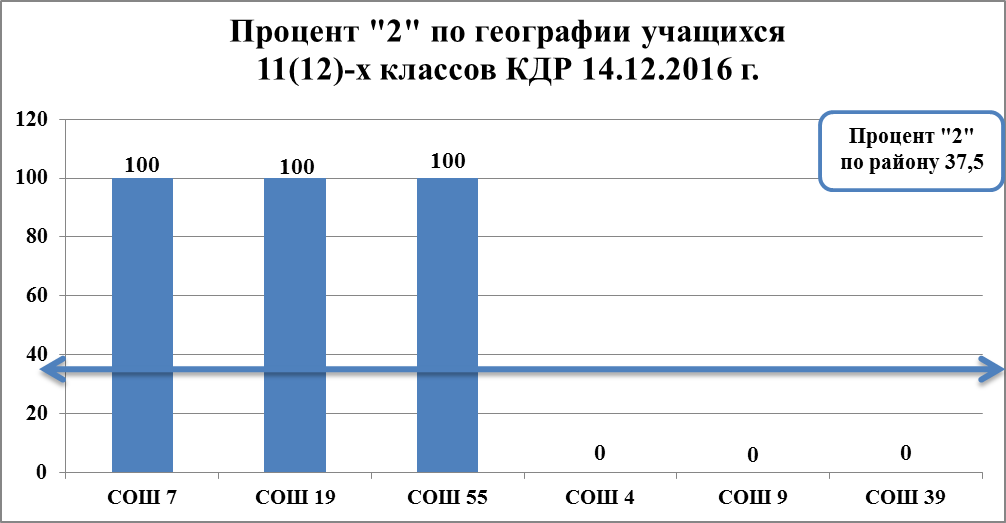 Процент "2" по географии учащихся
11(12)-х классов КДР 14.12.2016 г.
120
100
80
60
40
20
0
Процент "2"
по району 37,5
100
100
100
0
0
0
СОШ 7
СОШ 19
СОШ 55
СОШ 4
СОШ 9
СОШ 39